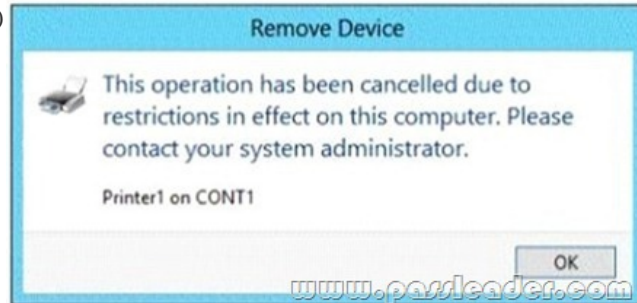 )
Remove Device
This operation has been cancelled due to
restrictions in effect on this computer. Please
contact your system administrator.
Printer1 on CONT1
OK
www.passleader.com